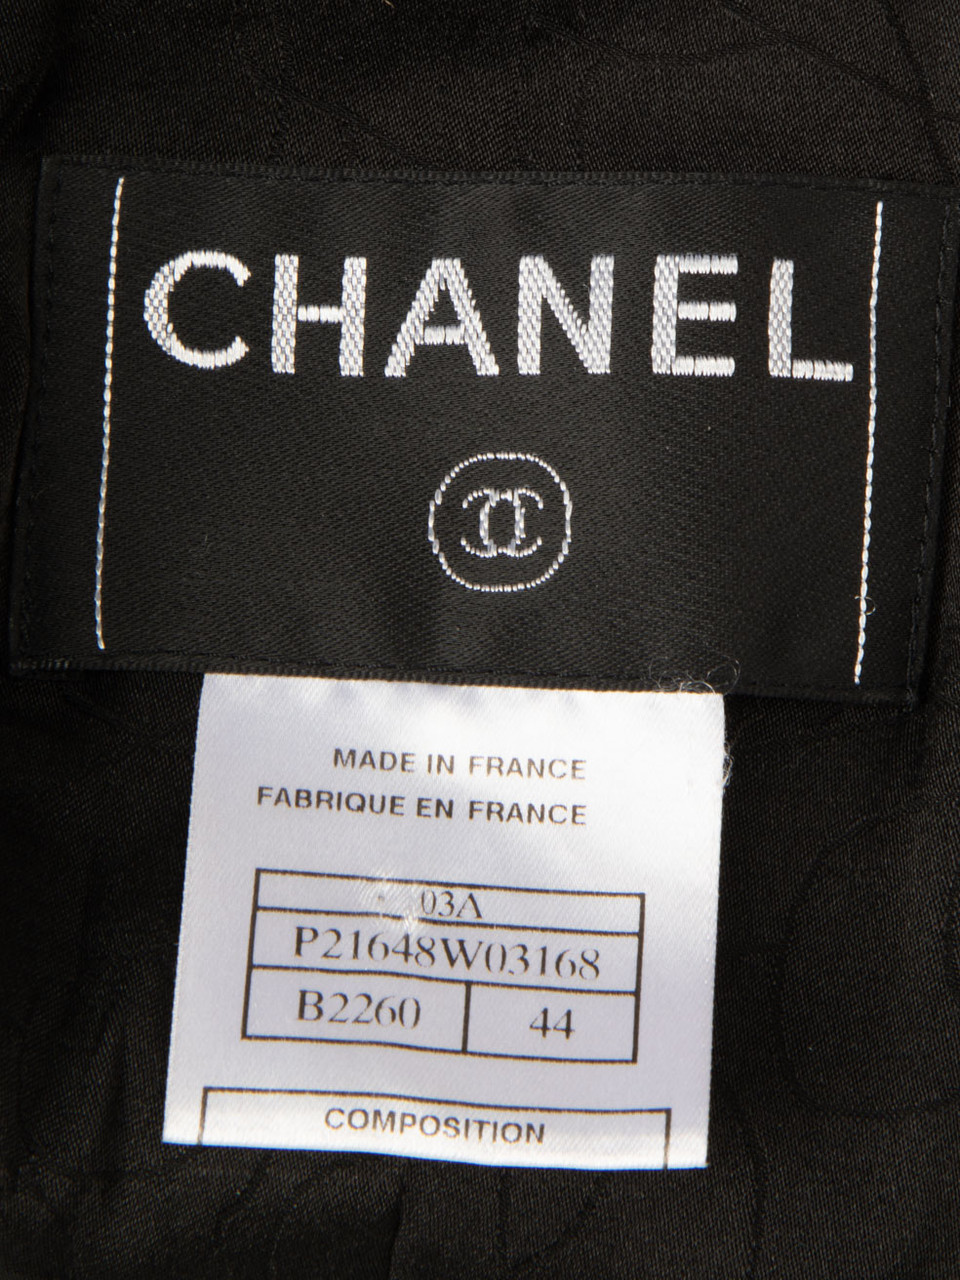 CHANEL
MADE IN FRANCE
FABRIQUE EN FRANCE
03A
P21648W03168
B2260 44
COMPOSITION